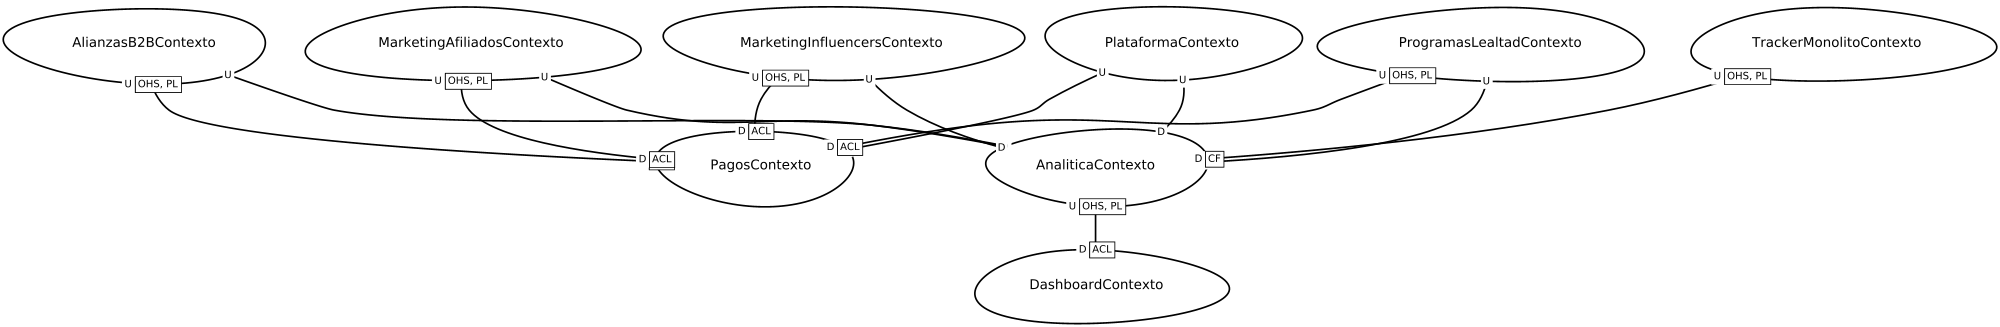 AlianzasB2BContexto
MarketingAfiliadosContexto
MarketingInfluencersContexto
PlataformaContexto
ProgramasLealtadContexto
TrackerMonolitoContexto
U OHS, PL
U
U OHS, PL
U
U OHS, PL
U
U
U
U OHS, PL
U
U OHS, PL
D ACL
D ACL
D ACL
PagosContexto
D
D
D CF
AnaliticaContexto
U OHS, PL
D ACL
DashboardContexto